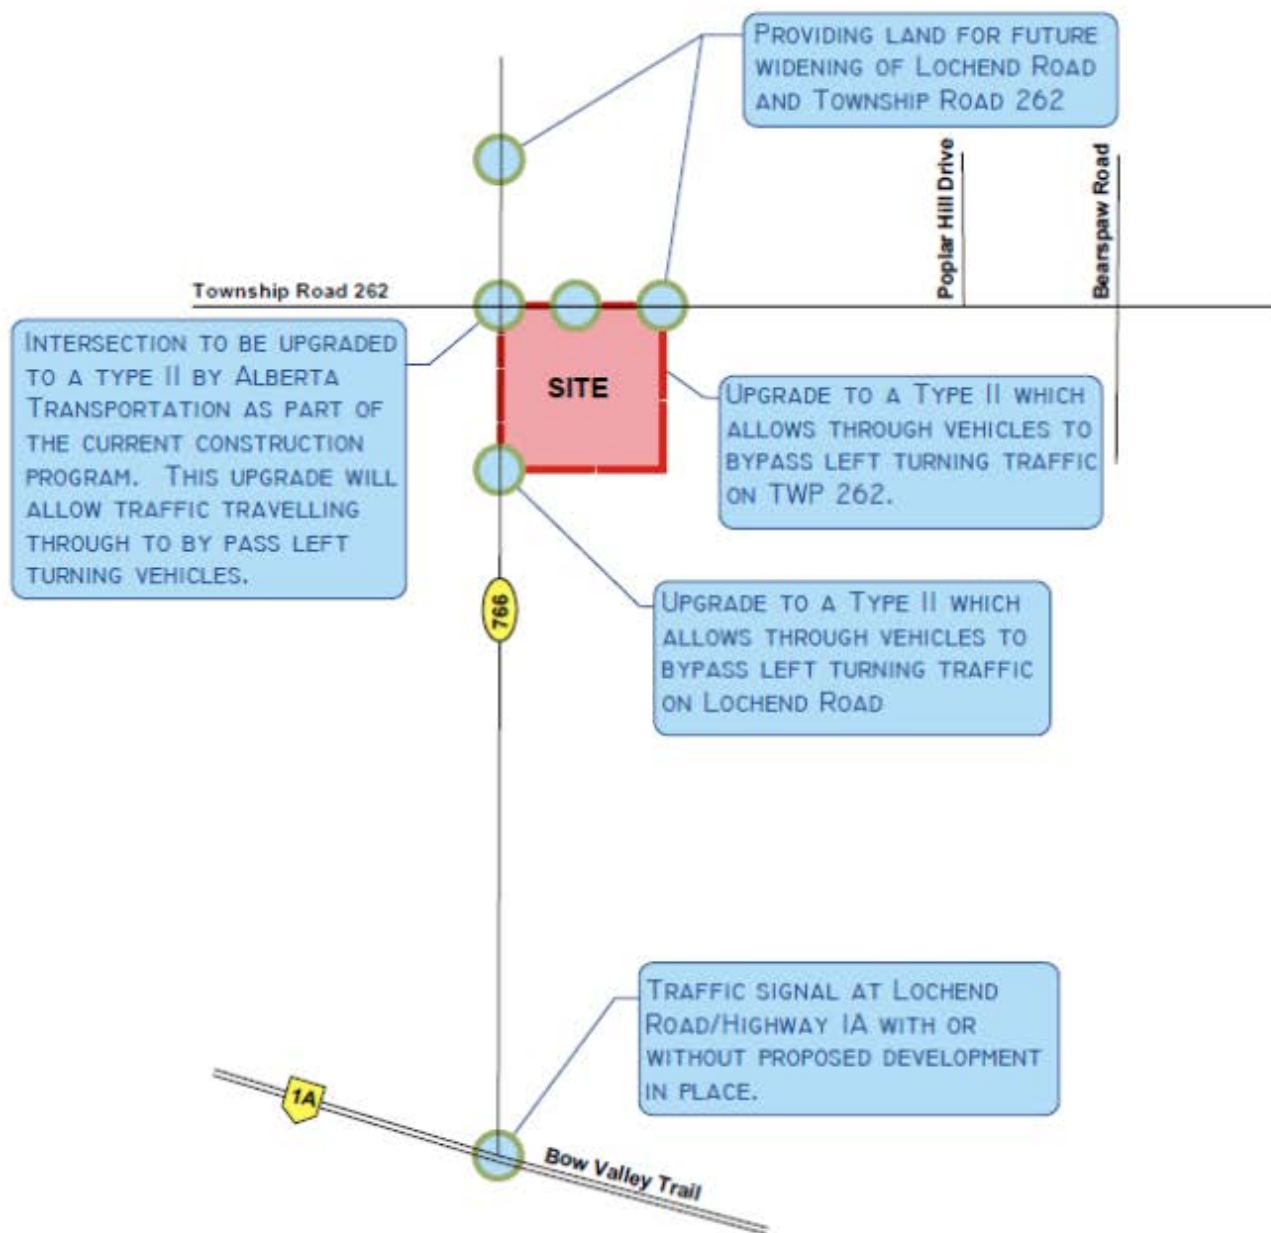 PROVIDING LAND FOR FUTURE
WIDENING OF LOCHEND ROAD
AND TOWNSHIP ROAD 262
Poplar Hill Drive
Bearspaw Road
Township Road 262
INTERSECTION TO BE UPGRADED
TO A TYPE II BY ALBERTA
TRANSPORTATION AS PART OF
THE CURRENT CONSTRUCTION
PROGRAM. THIS UPGRADE WILL
ALLOW TRAFFIC TRAVELLING
THROUGH TO BY PASS LEFT
TURNING VEHICLES.
SITE
UPGRADE TO A TYPE II WHICH
ALLOWS THROUGH VEHICLES TO
BYPASS LEFT TURNING TRAFFIC
ON TWP 262.
766
UPGRADE TO A TYPE II WHICH
ALLOWS THROUGH VEHICLES TO
BYPASS LEFT TURNING TRAFFIC
ON LOCHEND ROAD
TRAFFIC SIGNAL AT LOCHEND
ROAD/HIGHWAY 1A WITH OR
WITHOUT PROPOSED DEVELOPMENT
IN PLACE.
1A
Bow Valley Trail